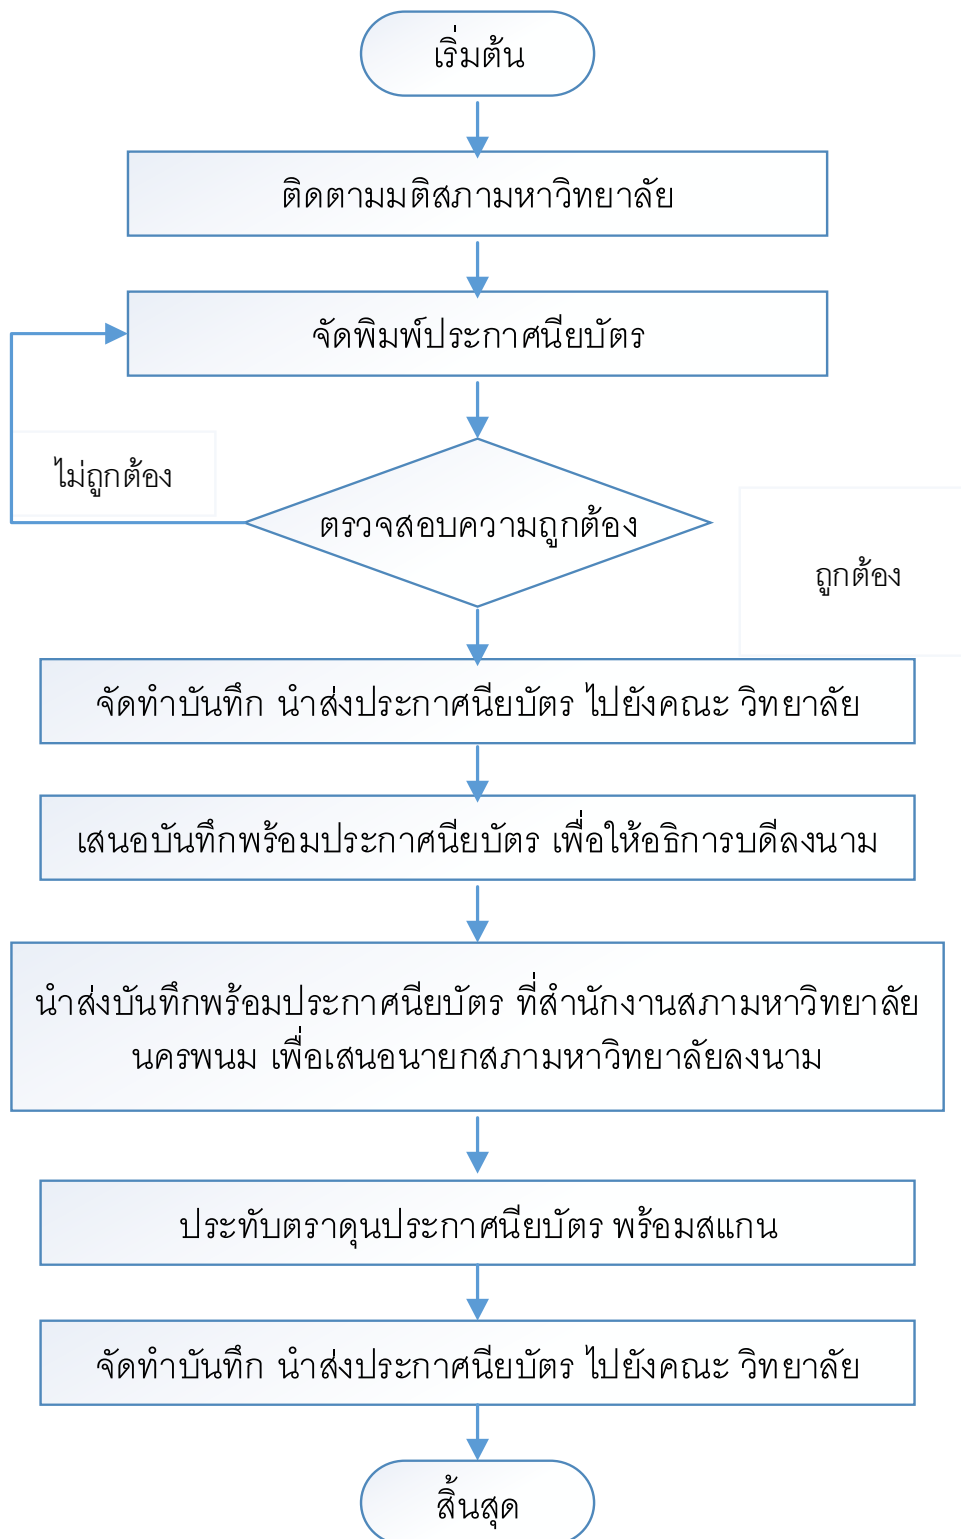 เริ่มต้น
ติดตามมติสภามหาวิทยาลัย
จัดพิมพ์ประกาศนียบัตร
ไม่ถูกต้อง
ตรวจสอบความถูกต้อง
ถูกต้อง
จัดทำบันทึก นำส่งประกาศนียบัตร ไปยังคณะ วิทยาลัย
เสนอบันทึกพร้อมประกาศนียบัตร เพื่อให้อธิการบดีลงนาม
นำส่งบันทึกพร้อมประกาศนียบัตร ที่สำนักงานสภามหาวิทยาลัย
นครพนม เพื่อเสนอนายกสภามหาวิทยาลัยลงนาม
ประทับตราดุนประกาศนียบัตร พร้อมสแกน
จัดทำบันทึก นำส่งประกาศนียบัตร ไปยังคณะ วิทยาลัย
สิ้นสุด